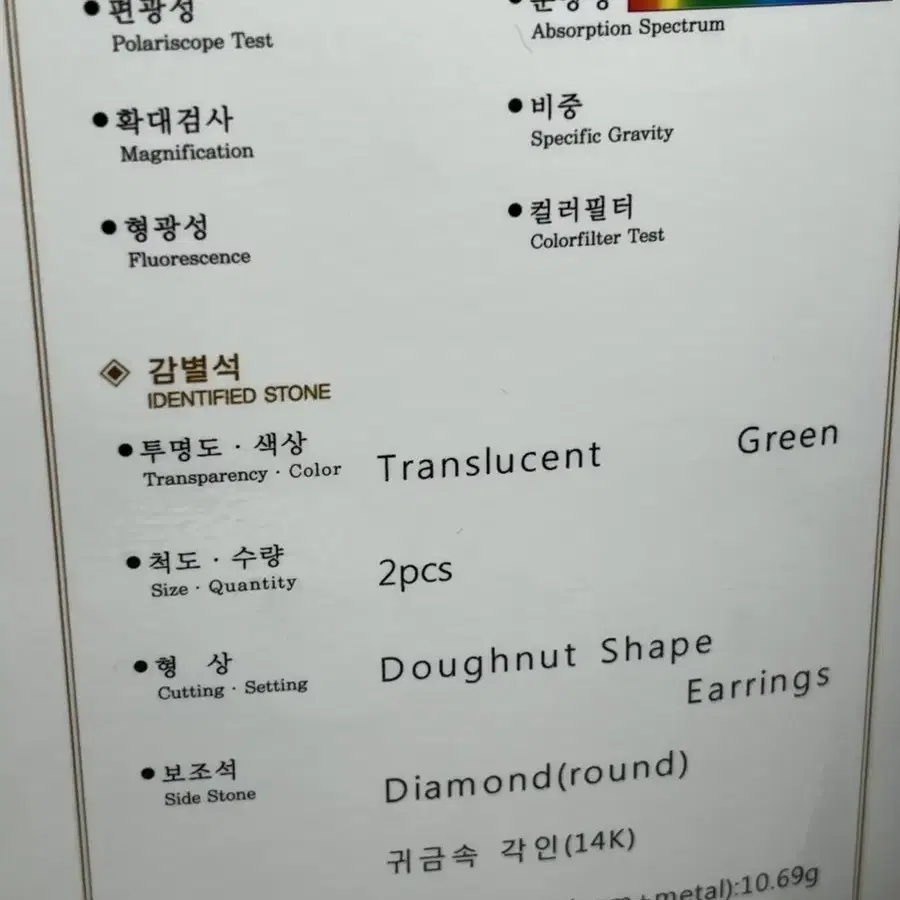 편광성
Polariscope Test
Absorption Spectrum
확대검사
Magnification
비중
Specific Gravity
형광성
Fluorescence
컬러필터
Colorfilter Test
감별석
IDENTIFIED STONE
투명도 · 색상
Transparency · Color
Translucent Green
척도 · 수량
Size · Quantity
2pcs
형 상
Cutting · Setting
Doughnut Shape
Earrings
보조석
Side Stone
Diamond(round)
귀금속 각인(14K)
metal):10.69g